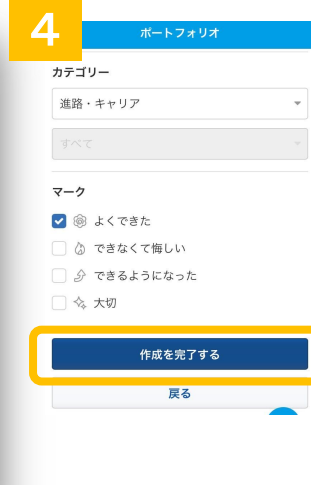 4
ポートフォリオ
カテゴリー
進路・キャリア
すべて
マーク
よくできた
できなくて悔しい
できるようになった
大切
作成を完了する
戻る